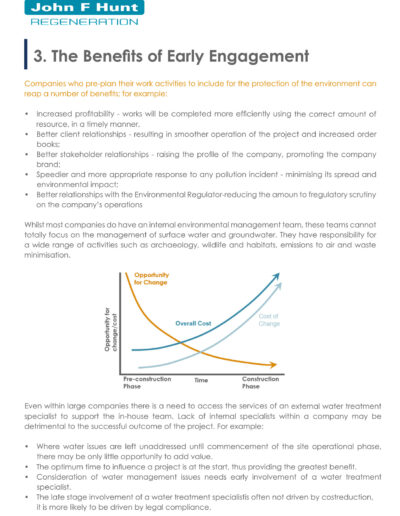 John F Hunt
REGENERATION
3. The Benefits of Early Engagement
Companies who pre-plan their work activities to include for the protection of the environment can
reap a number of benefits; for example:
• Increased profitability - works will be completed more efficiently using the correct amount of
resource, in a timely manner.
• Better client relationships - resulting in smoother operation of the project and increased order
books;
• Better stakeholder relationships - raising the profile of the company, promoting the company
brand;
• Speedier and more appropriate response to any pollution incident - minimising its spread and
environmental impact;
• Better relationships with the Environmental Regulator-reducing the amoun to fregulatory scrutiny
on the company's operations
Whilst most companies do have an internal environmental management team, these teams cannot
totally focus on the management of surface water and groundwater. They have responsibility for
a wide range of activities such as archaeology, wildlife and habitats, emissions to air and waste
minimisation.
Opportunity
for Change
Overall Cost
Cost of
Change
Opportunity for
change/cost
Pre-construction
Phase
Time
Construction
Phase
Even within large companies there is a need to access the services of an external water treatment
specialist to support the in-house team. Lack of internal specialists within a company may be
detrimental to the successful outcome of the project. For example:
• Where water issues are left unaddressed until commencement of the site operational phase,
there may be only little opportunity to add value.
• The optimum time to influence a project is at the start, thus providing the greatest benefit.
• Consideration of water management issues needs early involvement of a water treatment
specialist.
• The late stage involvement of a water treatment specialistis often not driven by costreduction,
it is more likely to be driven by legal compliance.